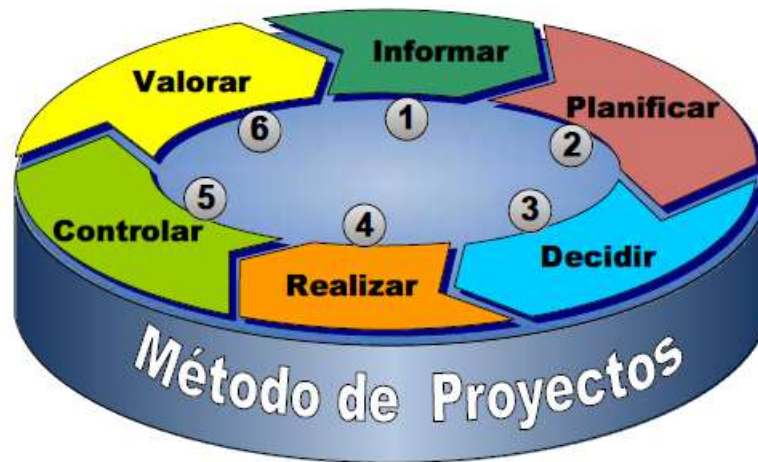 Informar
1
Planificar
2
Decidir
3
Realizar
4
Controlar
5
Valorar
6
Método de Proyectos